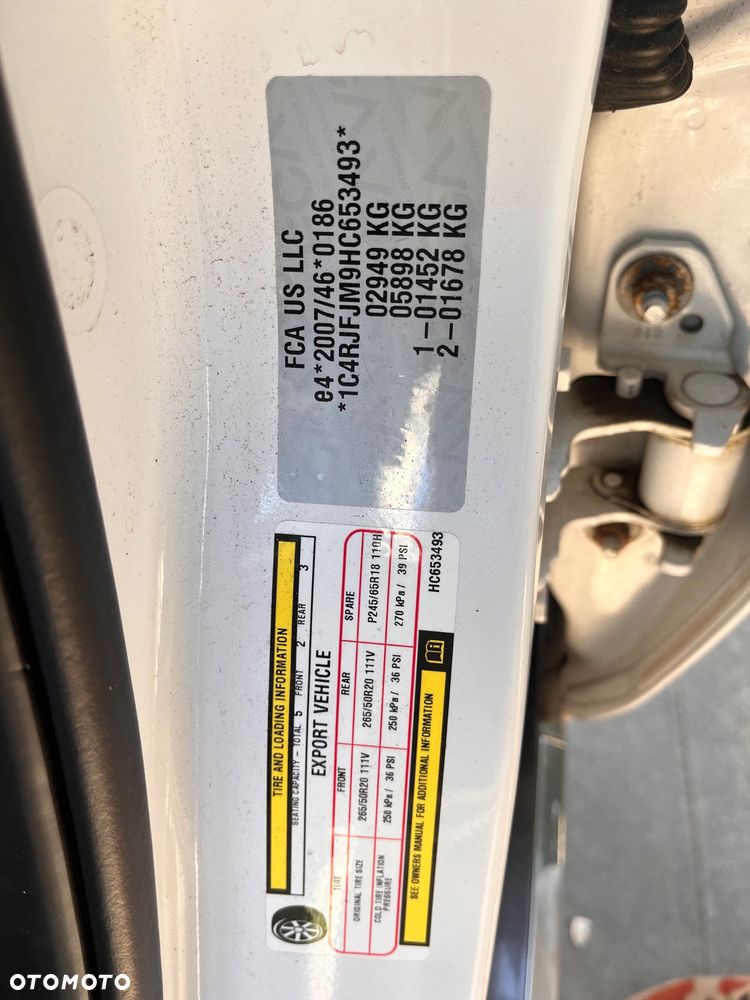 FCA US LLC
e4*2007/46*0186
*1C4RJFJM9HC653493*
02949 KG
05898 KG
1-01452 KG
2-01678 KG
TIRE AND LOADING INFORMATION
SEATING CAPACITY - TOTAL 5 FRONT 2 REAR 3
EXPORT VEHICLE
TIRE FRONT REAR SPARE
ORIGINAL TIRE SIZE 265/50R20 111V 265/50R20 111V P245/65R18 110H
COLD TIRE INFLATION PRESSURE 250 kPa / 36 PSI 250 kPa / 36 PSI 270 kPa / 39 PSI
SEE OWNERS MANUAL FOR ADDITIONAL INFORMATION
HC653493
OTOMOTO